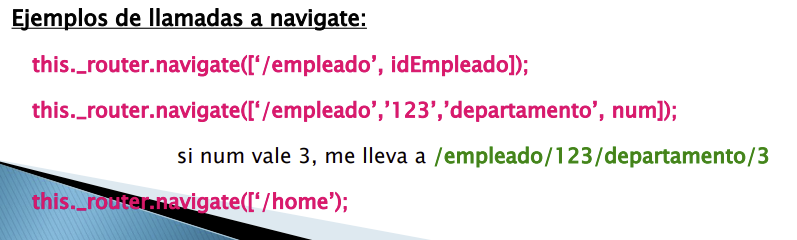 Ejemplos de llamadas a navigate:
this._router.navigate([‘/empleado’, idEmpleado]);
this._router.navigate([‘/empleado’,’123’,’departamento’, num]);
si num vale 3, me lleva a /empleado/123/departamento/3
this._router.navigate([‘/home’);